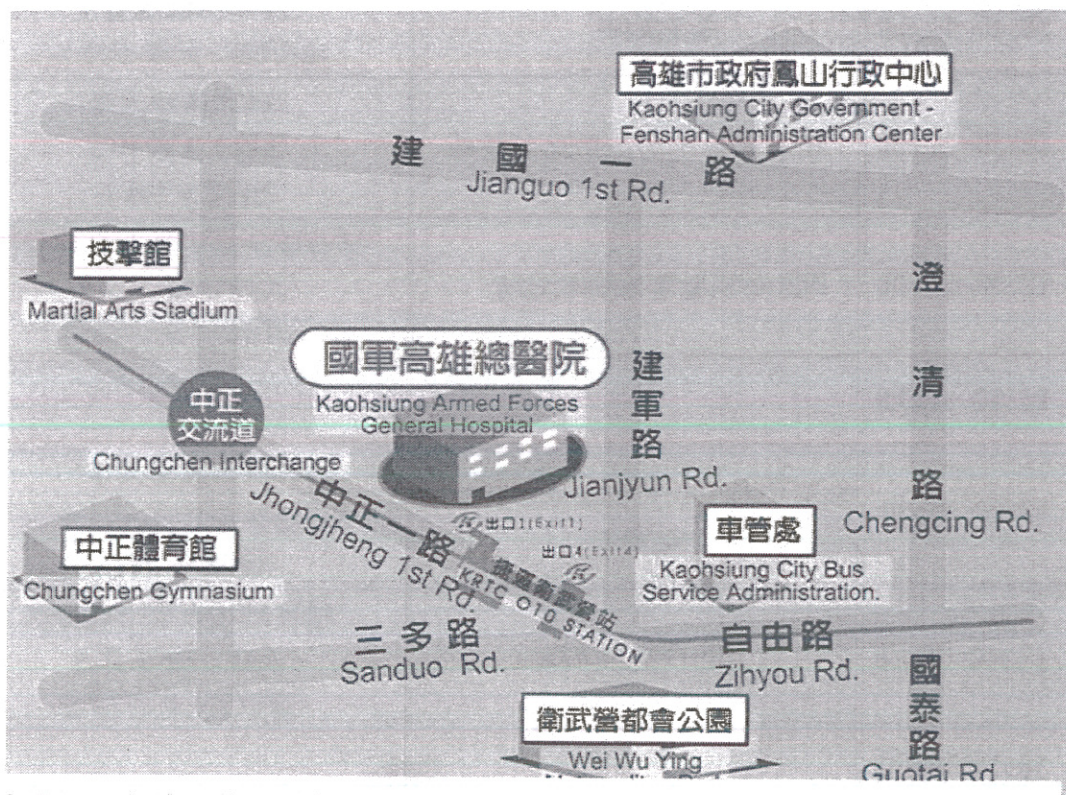 高雄市政府鳳山行政中心
Kaohsiung City Government -
Fenshan Administration Center
建國一路
Jianguo 1st Rd.
技擊館
Martial Arts Stadium
澄清路
Chengcing Rd.
國軍高雄總醫院
Kaohsiung Armed Forces
General Hospital
建軍路
Jianjyun Rd.
中正
交流道
Chungchen Interchange
中正一路
Jhongjheng 1st Rd.
出口1(Exit1)
出口4(Exit4)
捷運衛武營站
KRTC O10 STATION
車管處
Kaohsiung City Bus
Service Administration.
中正體育館
Chungchen Gymnasium
三多路
Sanduo Rd.
自由路
Zihyou Rd.
衛武營都會公園
Wei Wu Ying
國泰路
Guotai Rd